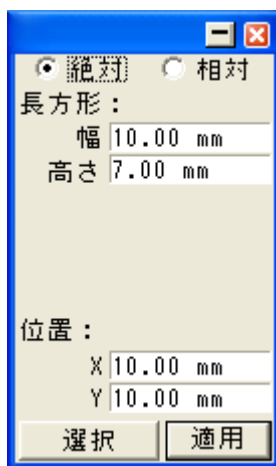 絶対 相対
長方形：
幅 10.00 mm
高さ 7.00 mm
位置：
X 10.00 mm
Y 10.00 mm
選択 適用